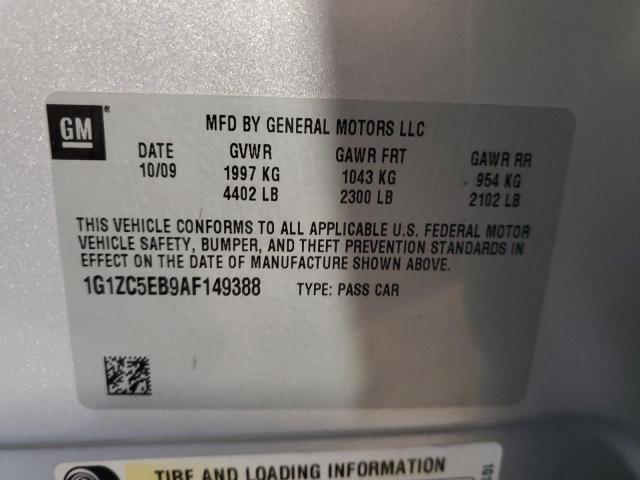 GM®
MFD BY GENERAL MOTORS LLC
DATE GVWR GAWR FRT GAWR RR
10/09 1997 KG 1043 KG 954 KG
4402 LB 2300 LB 2102 LB
THIS VEHICLE CONFORMS TO ALL APPLICABLE U.S. FEDERAL MOTOR
VEHICLE SAFETY, BUMPER, AND THEFT PREVENTION STANDARDS IN
EFFECT ON THE DATE OF MANUFACTURE SHOWN ABOVE.
1G1ZC5EB9AF149388 TYPE: PASS CAR
TIRE AND LOADING INFORMATION